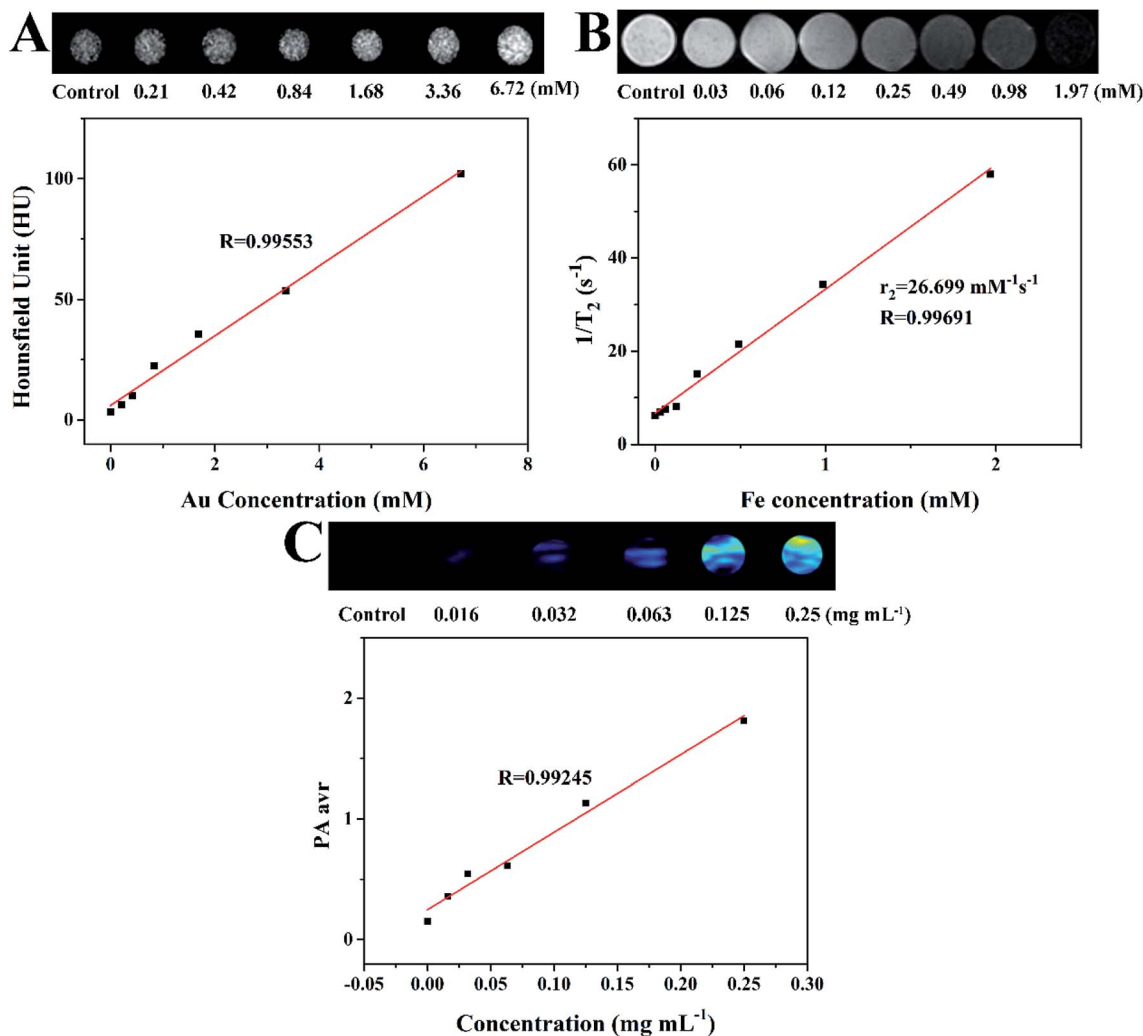 A
Control 0.21 0.42 0.84 1.68 3.36 6.72 (mM)
100
50
0
Hounsfield Unit (HU)
R=0.99553
0 2 4 6 8
Au Concentration (mM)
B
Control 0.03 0.06 0.12 0.25 0.49 0.98 1.97 (mM)
60
40
20
0
1/T₂ (s⁻¹)
r₂=26.699 mM⁻¹s⁻¹
R=0.99691
0 1 2
Fe concentration (mM)
C
Control 0.016 0.032 0.063 0.125 0.25 (mg mL⁻¹)
2
1
0
PA avr
R=0.99245
-0.05 0.00 0.05 0.10 0.15 0.20 0.25 0.30
Concentration (mg mL⁻¹)